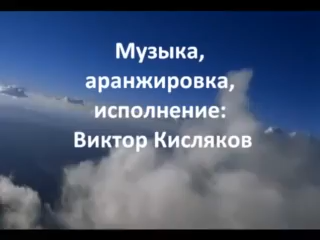 Музыка,
аранжировка,
исполнение:
Виктор Кисляков